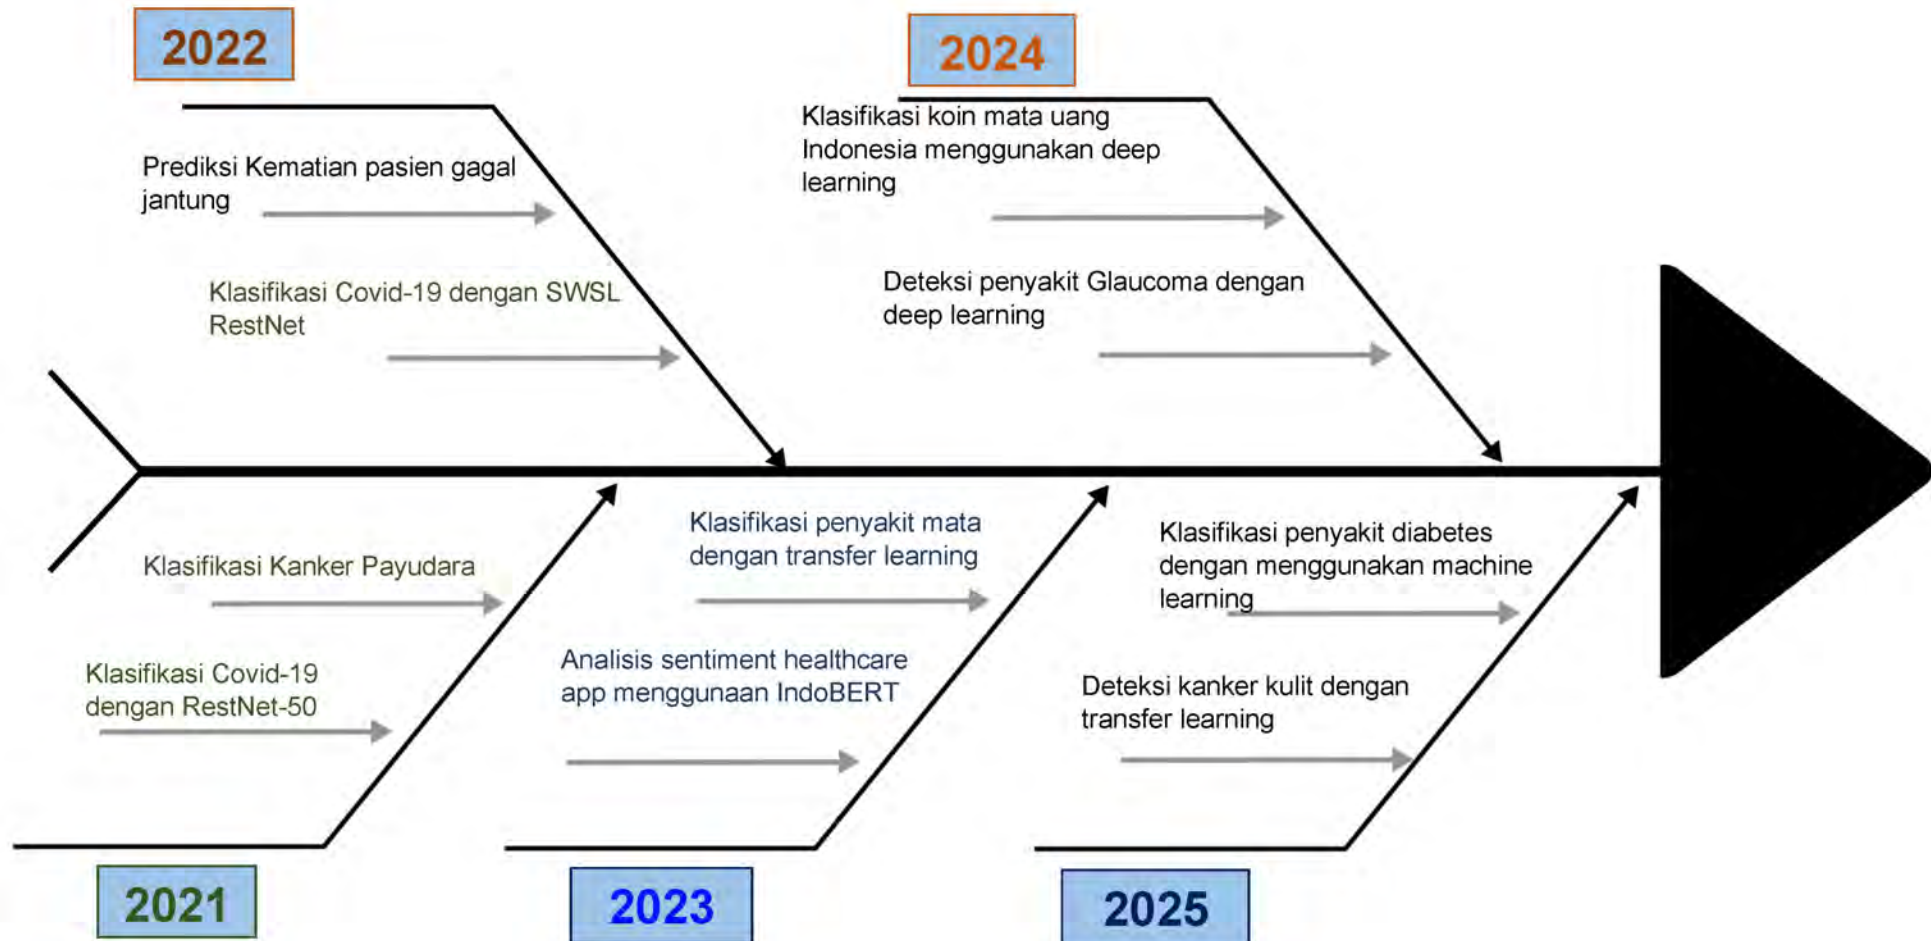 2022
Prediksi Kematian pasien gagal
jantung
Klasifikasi Covid-19 dengan SWSL
RestNet
2024
Klasifikasi koin mata uang
Indonesia menggunakan deep
learning
Deteksi penyakit Glaucoma dengan
deep learning
Klasifikasi Kanker Payudara
Klasifikasi Covid-19
dengan RestNet-50
2021
Klasifikasi penyakit mata
dengan transfer learning
Analisis sentiment healthcare
app menggunaan IndoBERT
2023
Klasifikasi penyakit diabetes
dengan menggunakan machine
learning
Deteksi kanker kulit dengan
transfer learning
2025